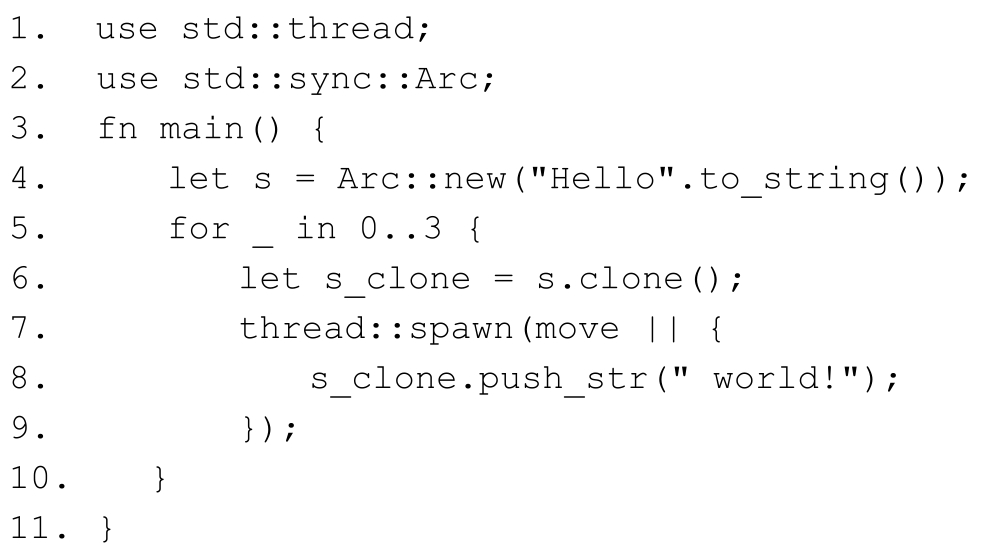 1. use std::thread;
2. use std::sync::Arc;
3. fn main() {
4. let s = Arc::new("Hello".to_string());
5. for _ in 0..3 {
6. let s_clone = s.clone();
7. thread::spawn(move || {
8. s_clone.push_str(" world!");
9. });
10. }
11. }